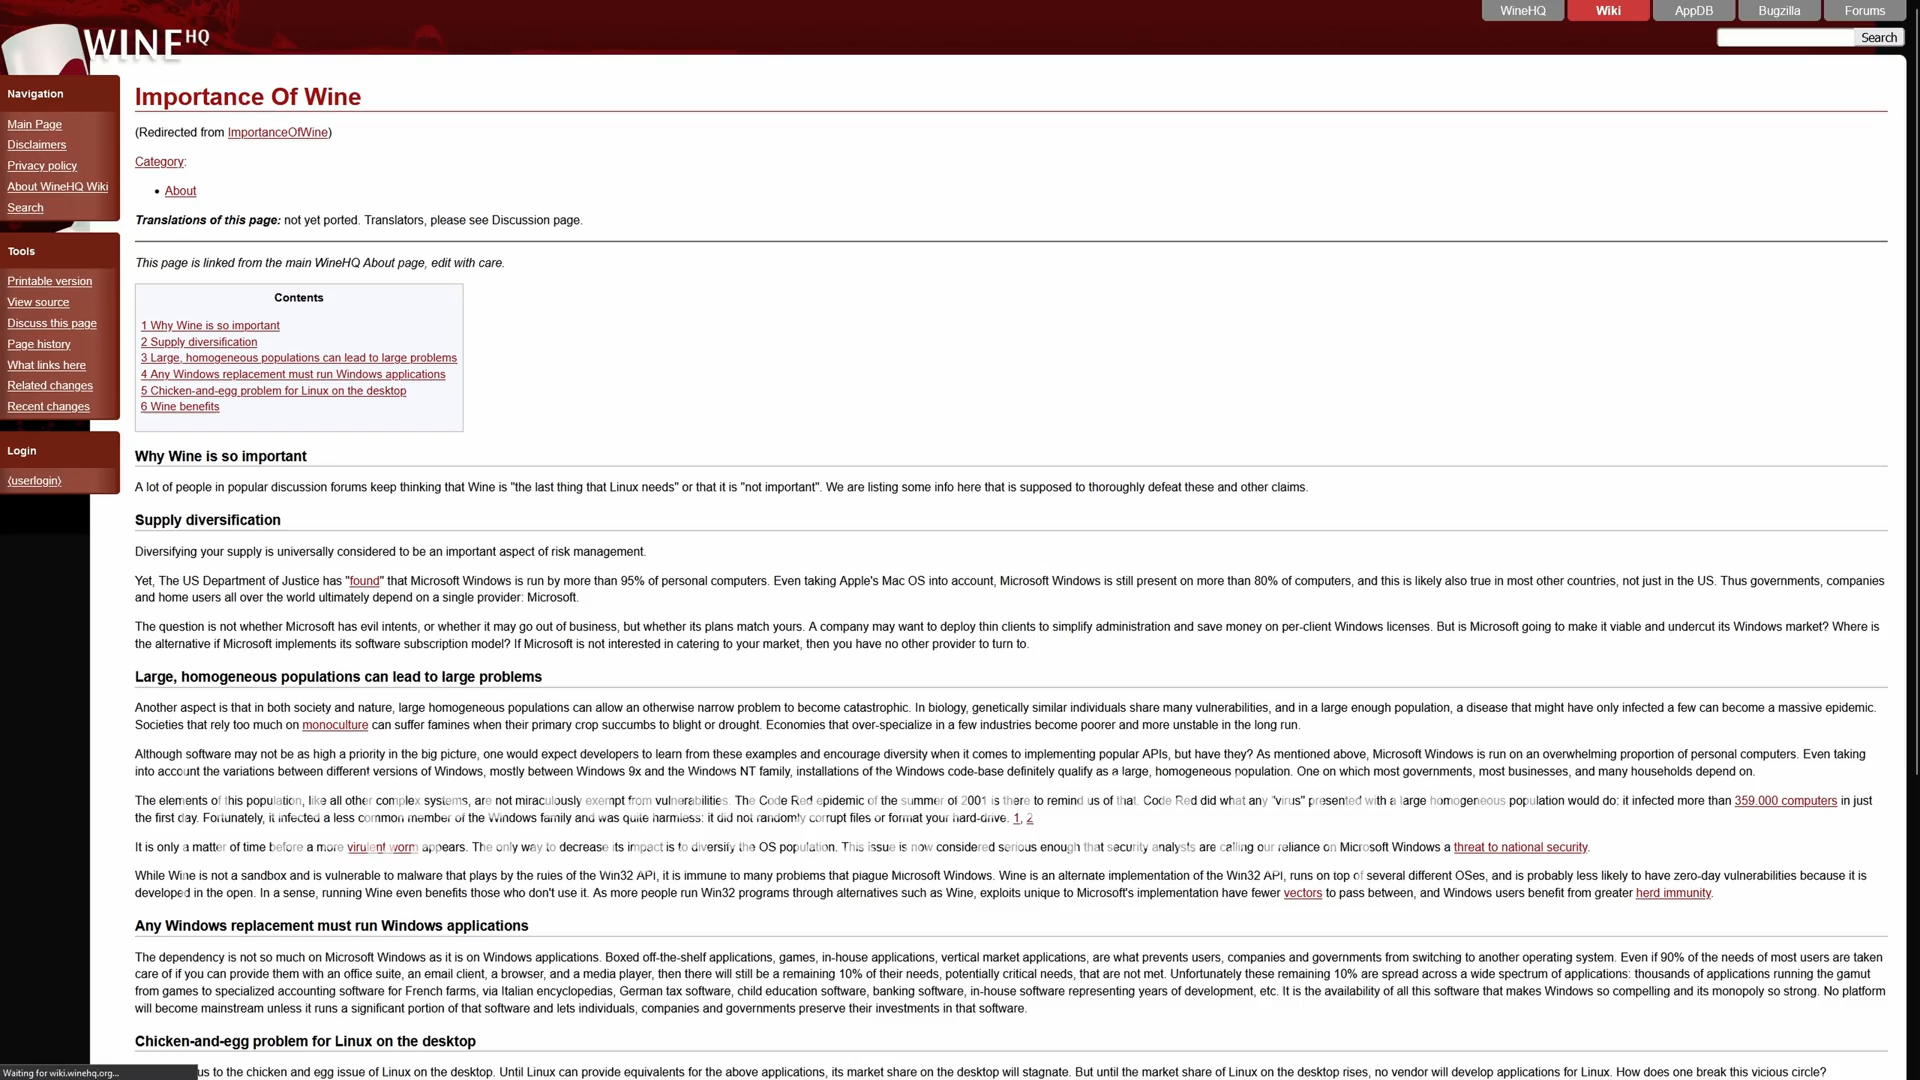 WineHQ
Wiki
AppDB
Bugzilla
Forums
WINE HQ
Search
Navigation
Main Page
Disclaimers
Privacy policy
About WineHQ Wiki
Search
Tools
Printable version
View source
Discuss this page
Page history
What links here
Related changes
Recent changes
Login
⟨userlogin⟩
Importance Of Wine
(Redirected from ImportanceOfWine)
Category:
• About
Translations of this page: not yet ported. Translators, please see Discussion page.
This page is linked from the main WineHQ About page, edit with care.
Contents
1 Why Wine is so important
2 Supply diversification
3 Large, homogeneous populations can lead to large problems
4 Any Windows replacement must run Windows applications
5 Chicken-and-egg problem for Linux on the desktop
6 Wine benefits
Why Wine is so important
A lot of people in popular discussion forums keep thinking that Wine is "the last thing that Linux needs" or that it is "not important". We are listing some info here that is supposed to thoroughly defeat these and other claims.
Supply diversification
Diversifying your supply is universally considered to be an important aspect of risk management.
Yet, The US Department of Justice has "found" that Microsoft Windows is run by more than 95% of personal computers. Even taking Apple's Mac OS into account, Microsoft Windows is still present on more than 80% of computers, and this is likely also true in most other countries, not just in the US. Thus governments, companies
and home users all over the world ultimately depend on a single provider: Microsoft.
The question is not whether Microsoft has evil intents, or whether it may go out of business, but whether its plans match yours. A company may want to deploy thin clients to simplify administration and save money on per-client Windows licenses. But is Microsoft going to make it viable and undercut its Windows market? Where is
the alternative if Microsoft implements its software subscription model? If Microsoft is not interested in catering to your market, then you have no other provider to turn to.
Large, homogeneous populations can lead to large problems
Another aspect is that in both society and nature, large homogeneous populations can allow an otherwise narrow problem to become catastrophic. In biology, genetically similar individuals share many vulnerabilities, and in a large enough population, a disease that might have only infected a few can become a massive epidemic.
Societies that rely too much on monoculture can suffer famines when their primary crop succumbs to blight or drought. Economies that over-specialize in a few industries become poorer and more unstable in the long run.
Although software may not be as high a priority in the big picture, one would expect developers to learn from these examples and encourage diversity when it comes to implementing popular APIs, but have they? As mentioned above, Microsoft Windows is run on an overwhelming proportion of personal computers. Even taking
into account the variations between different versions of Windows, mostly between Windows 9x and the Windows NT family, installations of the Windows code-base definitely qualify as a large, homogeneous population. One on which most governments, most businesses, and many households depend on.
The elements of this population, like all other complex systems, are not miraculously exempt from vulnerabilities. The Code Red epidemic of the summer of 2001 is there to remind us of that. Code Red did what any "virus" presented with a large homogeneous population would do: it infected more than 359.000 computers in just
the first day. Fortunately, it infected a less common member of the Windows family and was quite harmless: it did not randomly corrupt files or format your hard-drive. 1, 2
It is only a matter of time before a more virulent worm appears. The only way to decrease its impact is to diversify the OS population. This issue is now considered serious enough that security analysts are calling our reliance on Microsoft Windows a threat to national security.
While Wine is not a sandbox and is vulnerable to malware that plays by the rules of the Win32 API, it is immune to many problems that plague Microsoft Windows. Wine is an alternate implementation of the Win32 API, runs on top of several different OSes, and is probably less likely to have zero-day vulnerabilities because it is
developed in the open. In a sense, running Wine even benefits those who don't use it. As more people run Win32 programs through alternatives such as Wine, exploits unique to Microsoft's implementation have fewer vectors to pass between, and Windows users benefit from greater herd immunity.
Any Windows replacement must run Windows applications
The dependency is not so much on Microsoft Windows as it is on Windows applications. Boxed off-the-shelf applications, games, in-house applications, vertical market applications, are what prevents users, companies and governments from switching to another operating system. Even if 90% of the needs of most users are taken
care of if you can provide them with an office suite, an email client, a browser, and a media player, then there will still be a remaining 10% of their needs, potentially critical needs, that are not met. Unfortunately these remaining 10% are spread across a wide spectrum of applications: thousands of applications running the gamut
from games to specialized accounting software for French farms, via Italian encyclopedias, German tax software, child education software, banking software, in-house software representing years of development, etc. It is the availability of all this software that makes Windows so compelling and its monopoly so strong. No platform
will become mainstream unless it runs a significant portion of that software and lets individuals, companies and governments preserve their investments in that software.
Chicken-and-egg problem for Linux on the desktop
us to the chicken and egg issue of Linux on the desktop. Until Linux can provide equivalents for the above applications, its market share on the desktop will stagnate. But until the market share of Linux on the desktop rises, no vendor will develop applications for Linux. How does one break this vicious circle?
Waiting for wiki.winehq.org...